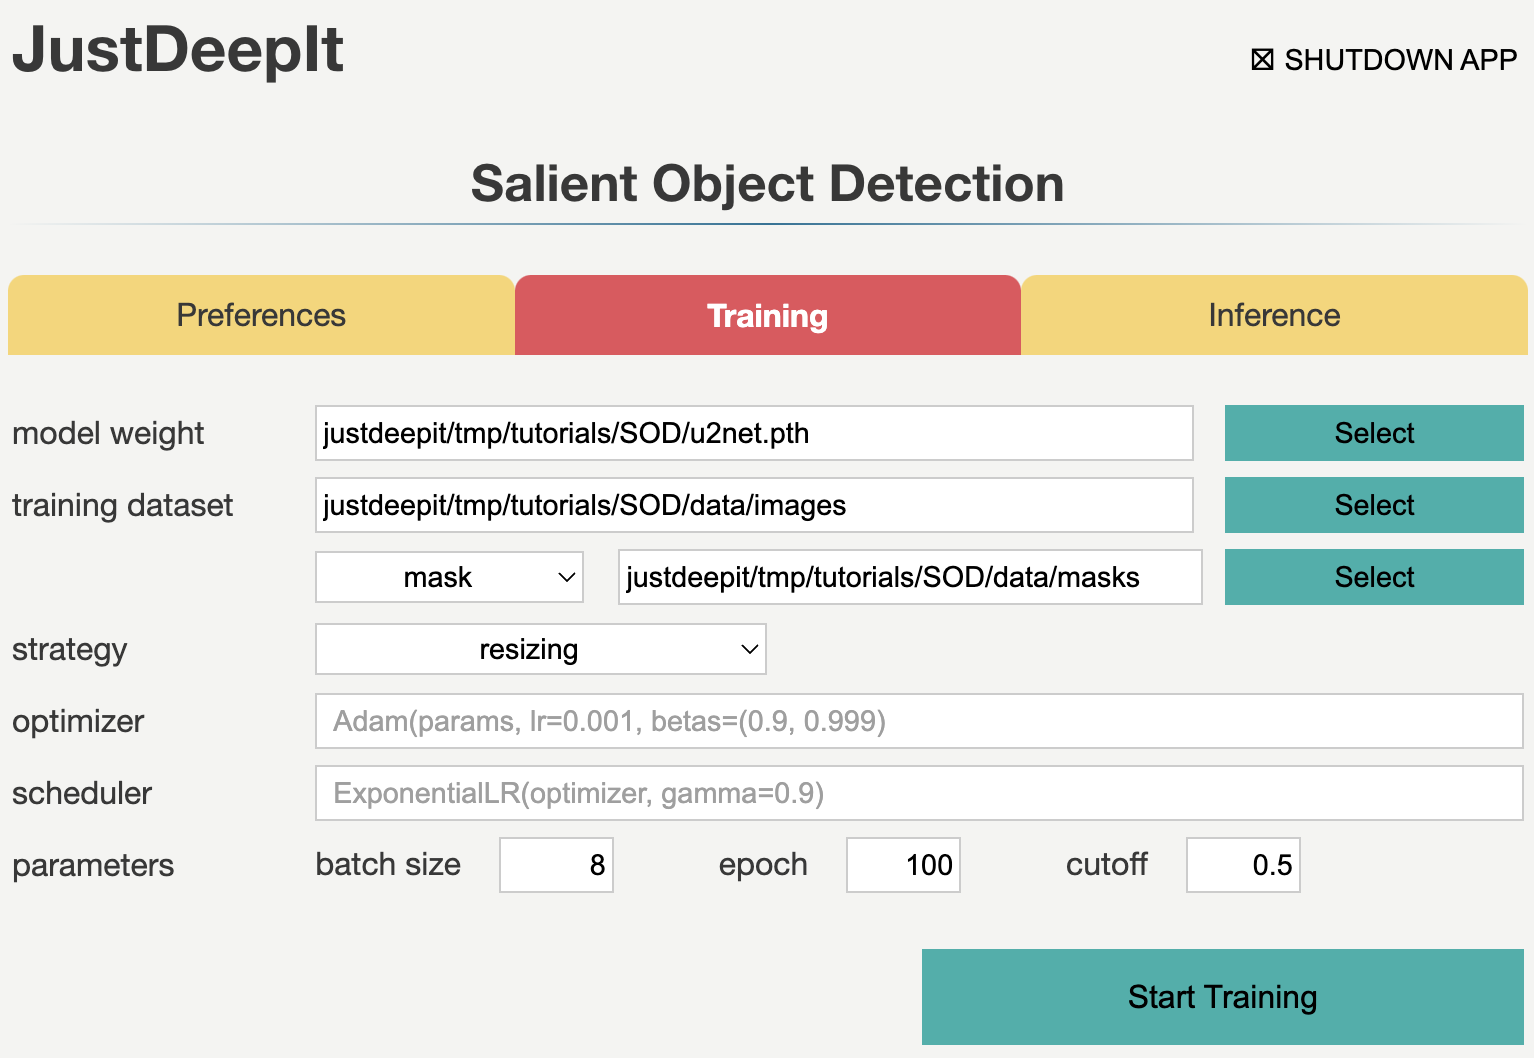 JustDeepIt
☒ SHUTDOWN APP
Salient Object Detection
Preferences Training Inference
model weight justdeepit/tmp/tutorials/SOD/u2net.pth Select
training dataset justdeepit/tmp/tutorials/SOD/data/images Select
mask justdeepit/tmp/tutorials/SOD/data/masks Select
strategy resizing
optimizer Adam(params, lr=0.001, betas=(0.9, 0.999)
scheduler ExponentialLR(optimizer, gamma=0.9)
parameters batch size 8 epoch 100 cutoff 0.5
Start Training